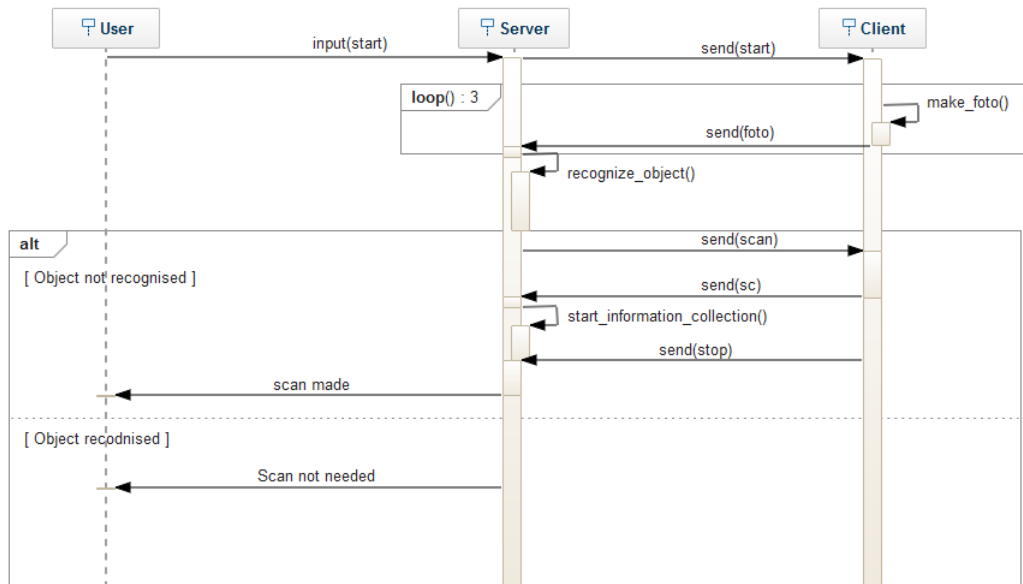 User
Server
Client
input(start)
send(start)
loop() : 3
make_foto()
send(foto)
recognize_object()
alt
send(scan)
[ Object not recognised ]
send(sc)
start_information_collection()
send(stop)
scan made
[ Object recodnised ]
Scan not needed